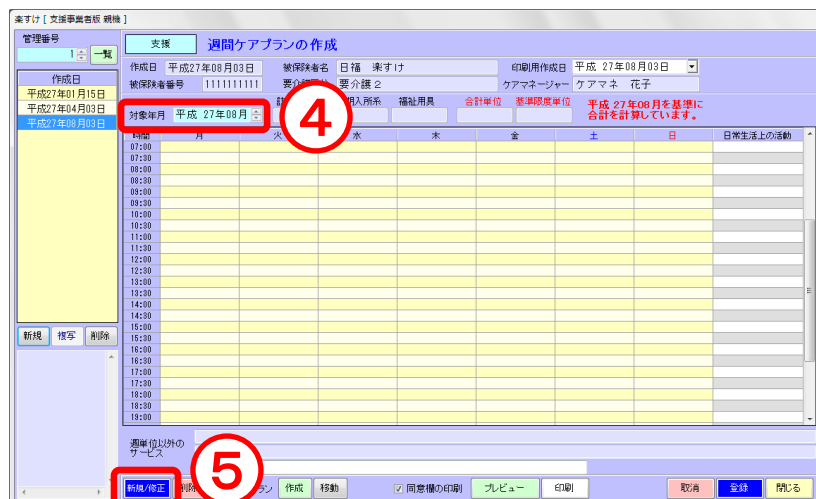 楽すけ [ 支援事業者版 親機 ]
管理番号
1 一覧
支援 週間ケアプランの作成
作成日 平成27年08月03日 被保険者名 日福 楽すけ 印刷用作成日 平成 27年08月03日
被保険者番号 1111111111 要介護 要介護２ ケアマネージャー ケアマネ 花子
作成日
平成27年01月15日
平成27年04月03日
平成27年08月03日
入所系 福祉用具 合計単位 基準限度単位 平成 27年08月を基準に
合計を計算しています。
対象年月 平成 27年08月
④
時間 月 火 水 木 金 土 日 日常生活上の活動
07:00
07:30
08:00
08:30
09:00
09:30
10:00
10:30
11:00
11:30
12:00
12:30
13:00
13:30
14:00
14:30
15:00
15:30
16:00
16:30
17:00
17:30
18:00
18:30
19:00
新規 複写 削除
週単位以外の
サービス
新規/修正 削除 ラン 作成 移動 同意欄の印刷 プレビュー 印刷 取消 登録 閉じる
⑤